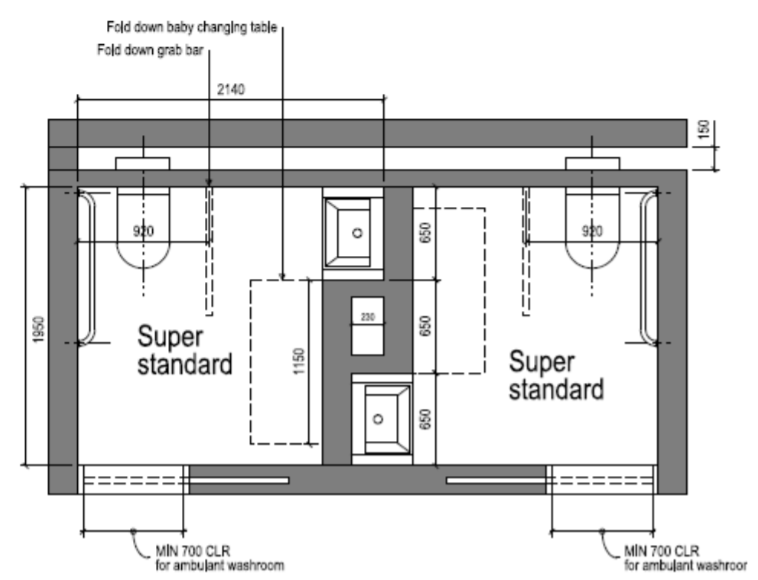 Fold down baby changing table
Fold down grab bar
2140
150
920
650
920
1950
230
650
Super
standard
1150
Super
standard
650
MIN 700 CLR
for ambulant washroom
MIN 700 CLR
for ambulant washroor